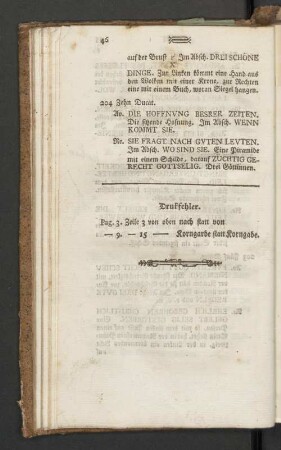 46
auf der Brust X Im Absch. DREI SCHÖNE
DINGE. Zur Linken kömmt eine Hand aus
den Wolken mit einer Krone, zur Rechten
eine mit einem Buch, woran Siegel hangen.
204 Zehn Ducat.
Av. DIE HOFFNVNG BESRER ZEITEN.
Die sitzende Hofnung. Im Absch. WENN
KOMMT SIE.
Rv. SIE FRAGT NACH GVTEN LEVTEN.
Im Absch. WO SIND SIE. Eine Piramide
mit einem Schilde, darauf ZÜCHTIG GE-
RECHT GOTTSELIG. Drei Göttinnen.
Drukfehler.
Pag. 3. Zeile 3 von oben noch statt von
— 9. — 15 — Korngarbe statt Korngabe.